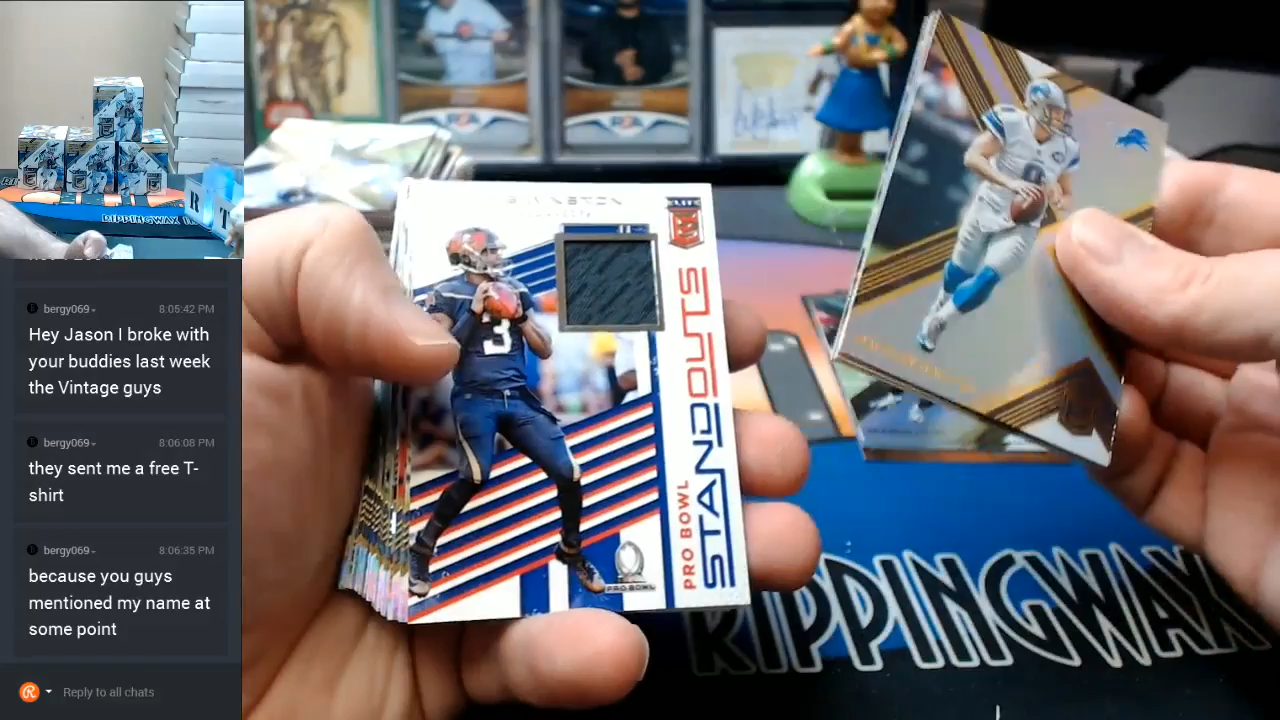 bergy069
8:05:42 PM
Hey Jason I broke with
your buddies last week
the Vintage guys
bergy069
8:06:08 PM
they sent me a free T-
shirt
bergy069
8:06:35 PM
because you guys
mentioned my name at
some point
Reply to all chats
3
PRO BOWL
STANDOUTS
PRO BOWL
RIPPINGWAX